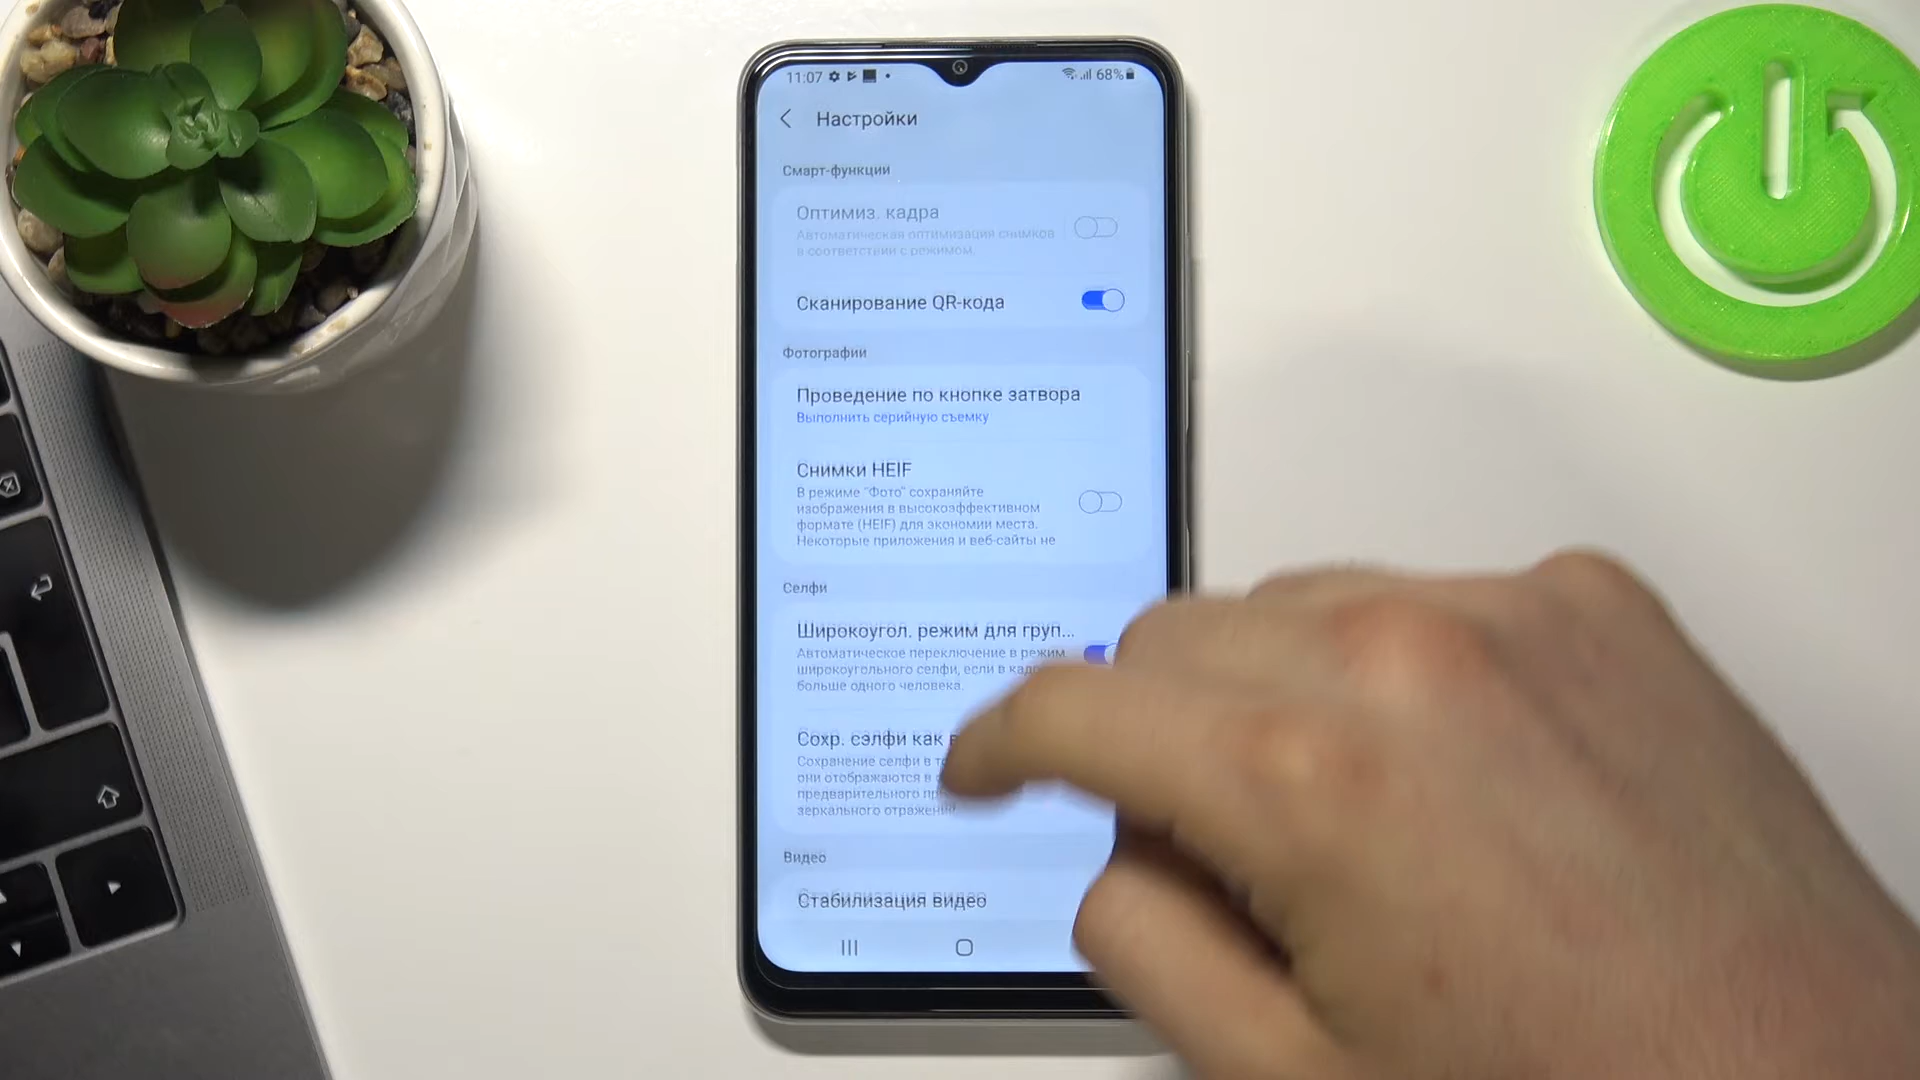 11:07
68%
Настройки
Смарт-функции
Оптимиз. кадра
Автоматическая оптимизация снимков
в соответствии с режимом.
Сканирование QR-кода
Фотографии
Проведение по кнопке затвора
Выполнить серийную съемку
Снимки HEIF
В режиме "Фото" сохраняйте
изображения в высокоэффективном
формате (HEIF) для экономии места.
Некоторые приложения и веб-сайты не
Селфи
Широкоугол. режим для груп...
Автоматическое переключение в режим
широкоугольного селфи, если в
больше одного человека.
Сохр. сэлфи как
Сохранение селфи в
они отображаются в
предварительного
зеркального
Видео
Стабилизация видео